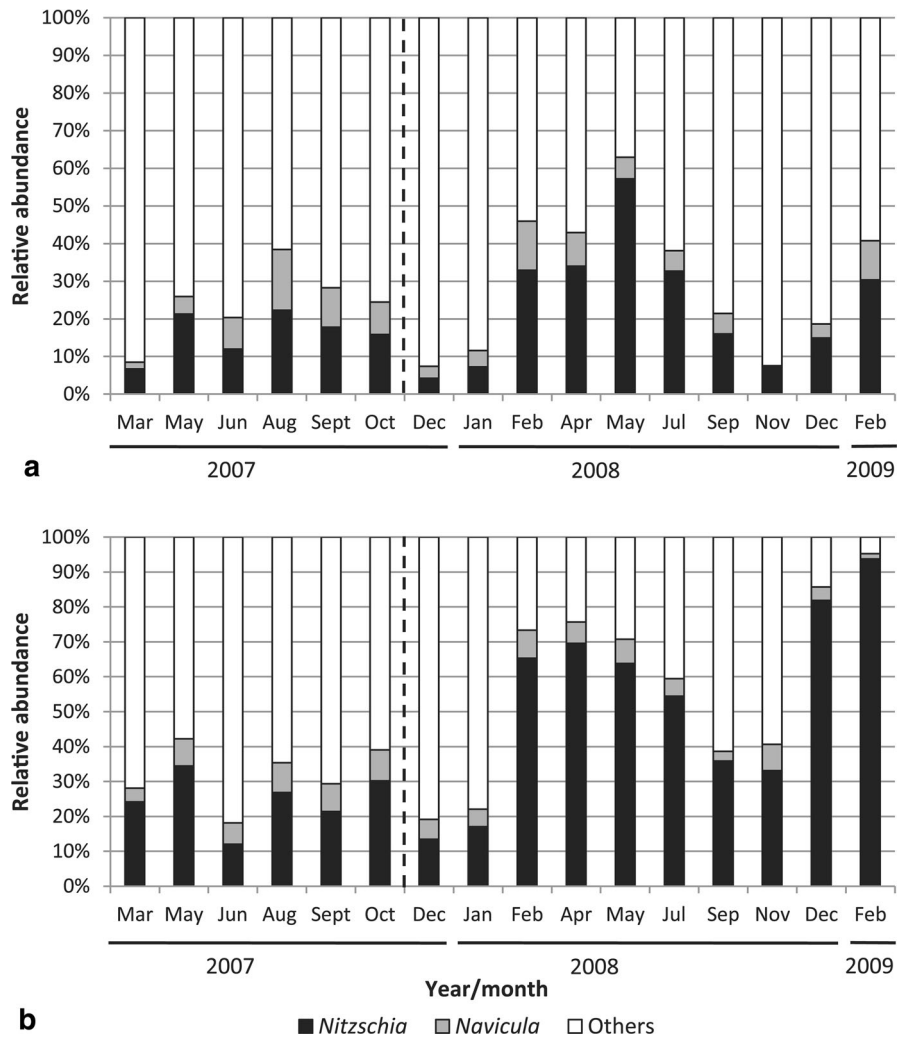 100%
90%
80%
70%
60%
50%
40%
30%
20%
10%
0%
Relative abundance
Mar May Jun Aug Sept Oct Dec Jan Feb Apr May Jul Sep Nov Dec Feb
a 2007 2008 2009
100%
90%
80%
70%
60%
50%
40%
30%
20%
10%
0%
Relative abundance
Mar May Jun Aug Sept Oct Dec Jan Feb Apr May Jul Sep Nov Dec Feb
2007 2008 2009
Year/month
b Nitzschia Navicula Others